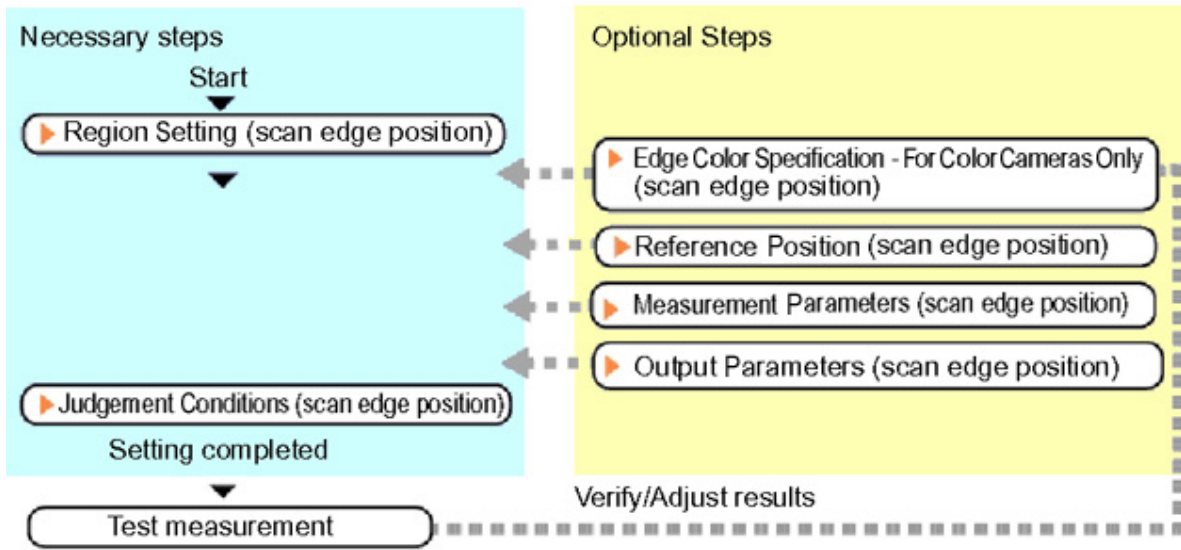 Necessary steps
Start
Region Setting (scan edge position)
Judgement Conditions (scan edge position)
Setting completed
Test measurement
Optional Steps
Edge Color Specification - For Color Cameras Only
(scan edge position)
Reference Position (scan edge position)
Measurement Parameters (scan edge position)
Output Parameters (scan edge position)
Verify/Adjust results